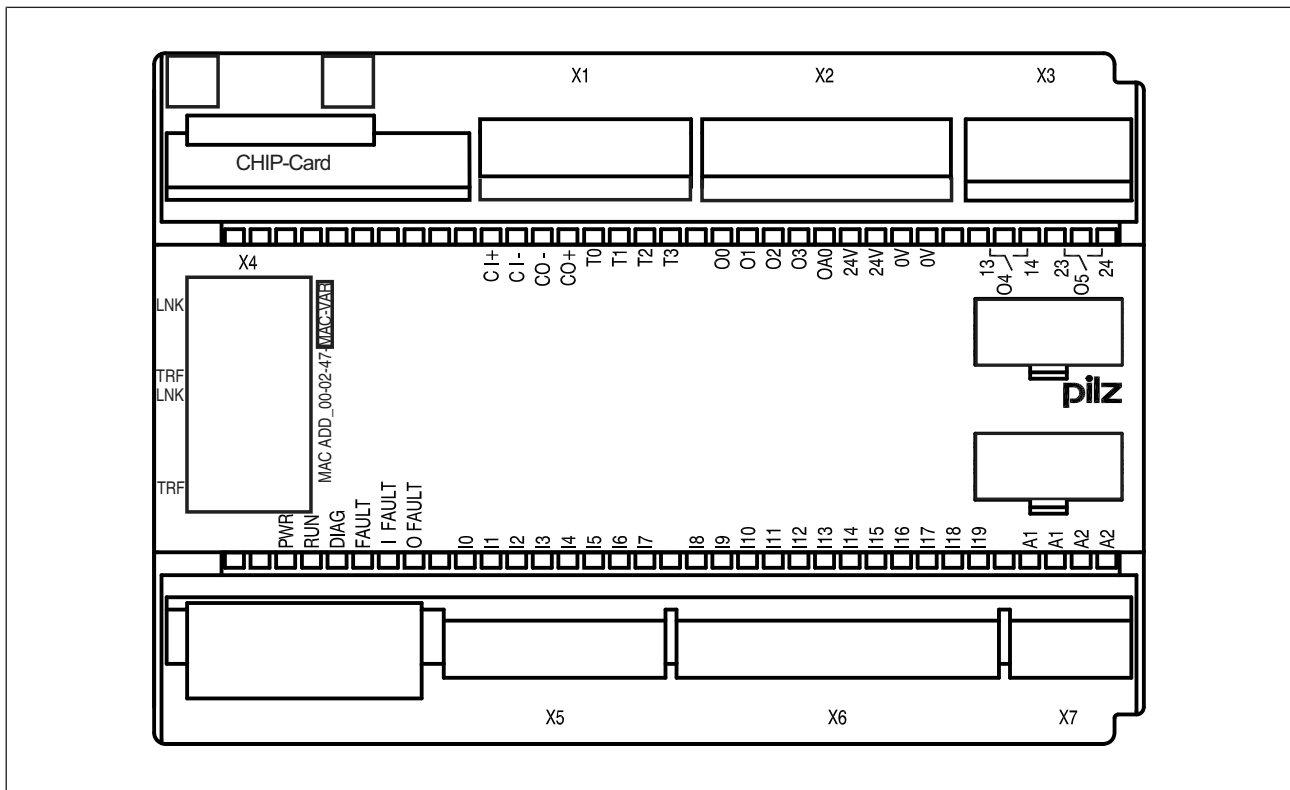 X1 X2 X3
CHIP-Card
CI+ CI- CO- CO+ T0 T1 T2 T3 O0 O1 O2 O3 OA0 24V 24V 0V 0V 13 O4 14 23 O5 24
X4
LNK
TRF
LNK
TRF
MAC ADD_00-02-47-MAC-VAR
pilz
PWR RUN DIAG FAULT I FAULT O FAULT I0 I1 I2 I3 I4 I5 I6 I7 I8 I9 I10 I11 I12 I13 I14 I15 I16 I17 I18 I19 A1 A1 A2 A2
X5 X6 X7